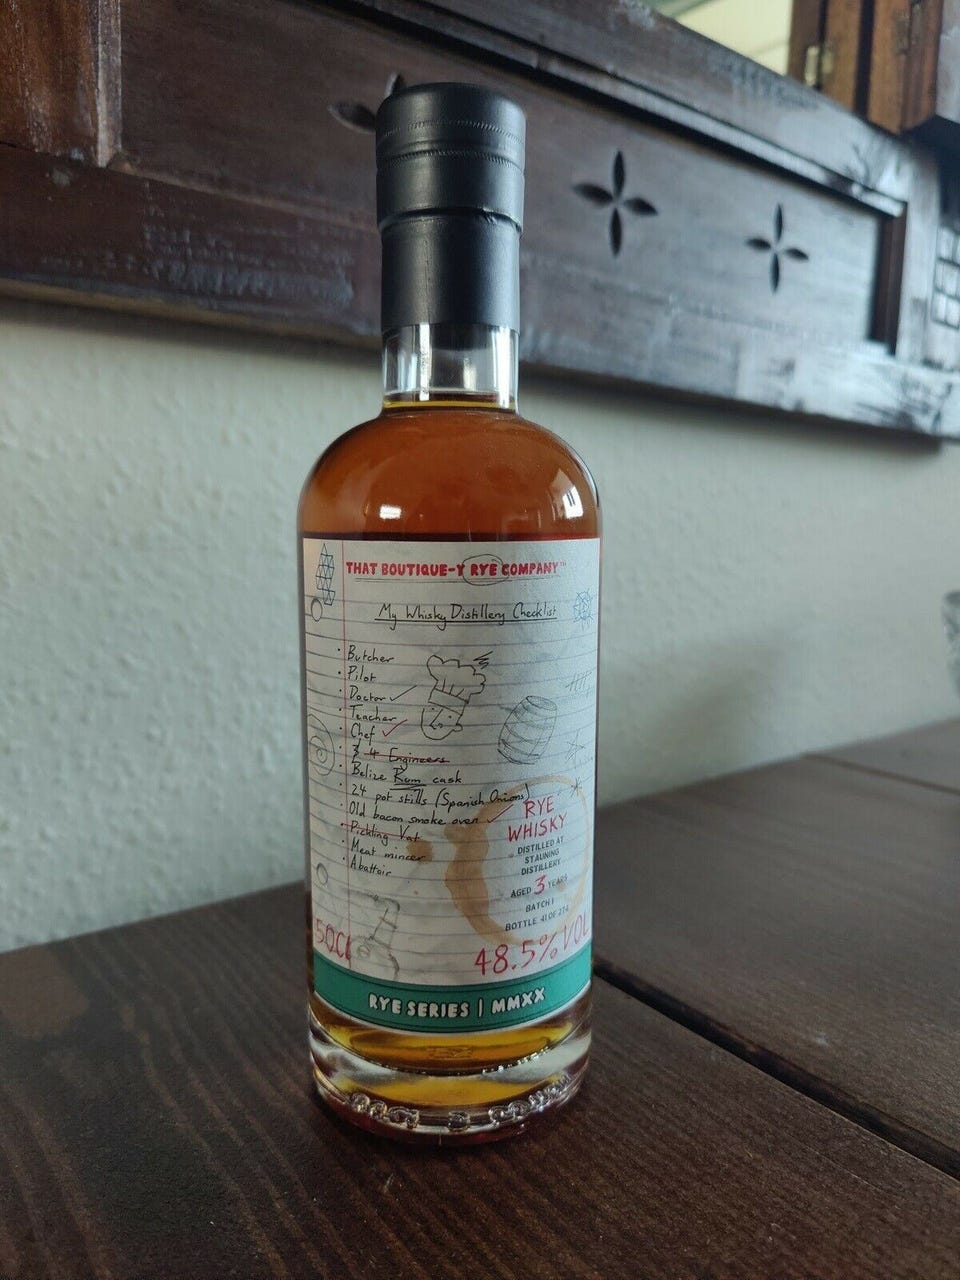 THAT BOUTIQUE-Y RYE COMPANY™
My Whisky Distillery Checklist
· Butcher
· Pilot
· Doctor ✓
· Teacher
· Chef ✓
· 3 4 Engineers
· Belize Rum cask
· 24 pot stills (Spanish Onions)
· Old bacon smoke oven ✓
· Pickling Vat
· Meat mincer
· Abattoir
RYE
WHISKY
DISTILLED AT
STAUNING
DISTILLERY
AGED 3 YEARS
BATCH 1
BOTTLE 41 OF 274
50Cl
48.5% VOL
RYE SERIES | MMXX